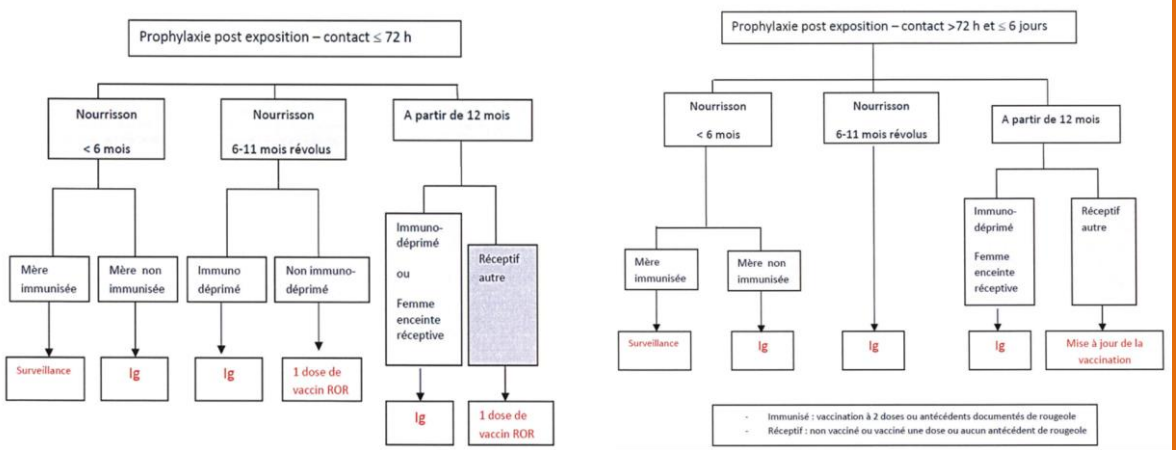 Prophylaxie post exposition – contact ≤ 72 h
Nourrisson
< 6 mois
Nourrisson
6-11 mois révolus
A partir de 12 mois
Mère
immunisée
Mère non
immunisée
Immuno
déprimé
Non immuno-
déprimé
Immuno-
déprimé
ou
Femme
enceinte
réceptive
Réceptif
autre
Surveillance
Ig
Ig
1 dose de
vaccin ROR
Ig
1 dose de
vaccin ROR
Prophylaxie post exposition – contact >72 h et ≤ 6 jours
Nourrisson
< 6 mois
Nourrisson
6-11 mois révolus
A partir de 12 mois
Mère
immunisée
Mère non
immunisée
Immuno-
déprimé
Femme
enceinte
réceptive
Réceptif
autre
Surveillance
Ig
Ig
Ig
Mise à jour de la
vaccination
- Immunisé : vaccination à 2 doses ou antécédents documentés de rougeole
- Réceptif : non vacciné ou vacciné une dose ou aucun antécédent de rougeole